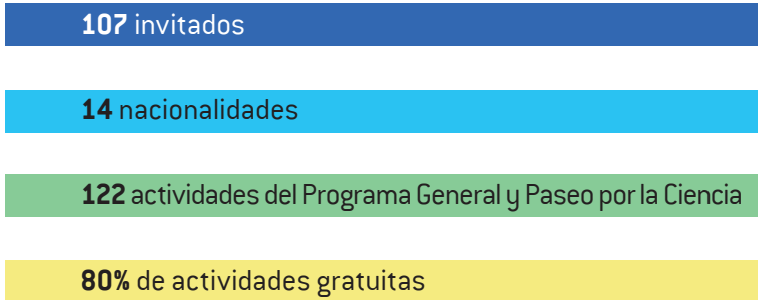 107 invitados
14 nacionalidades
122 actividades del Programa General y Paseo por la Ciencia
80% de actividades gratuitas